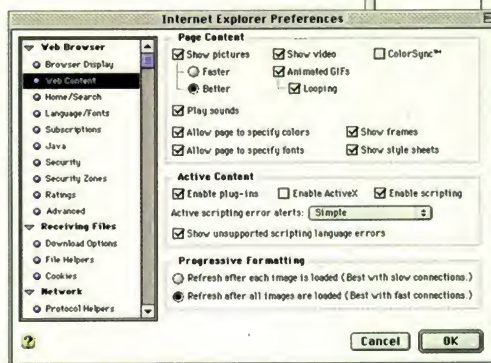 Internet Explorer Preferences
Web Browser
Browser Display
Web Content
Home/Search
Language/Fonts
Subscriptions
Java
Security
Security Zones
Ratings
Advanced
Receiving Files
Download Options
File Helpers
Cookies
Network
Protocol Helpers
Page Content
Show pictures
Show video
ColorSync™
Faster
Animated GIFs
Better
Looping
Play sounds
Allow page to specify colors
Show frames
Allow page to specify fonts
Show style sheets
Active Content
Enable plug-ins
Enable ActiveX
Enable scripting
Active scripting error alerts: Simple
Show unsupported scripting language errors
Progressive Formatting
Refresh after each image is loaded (Best with slow connections.)
Refresh after all images are loaded (Best with fast connections.)
?
Cancel
OK